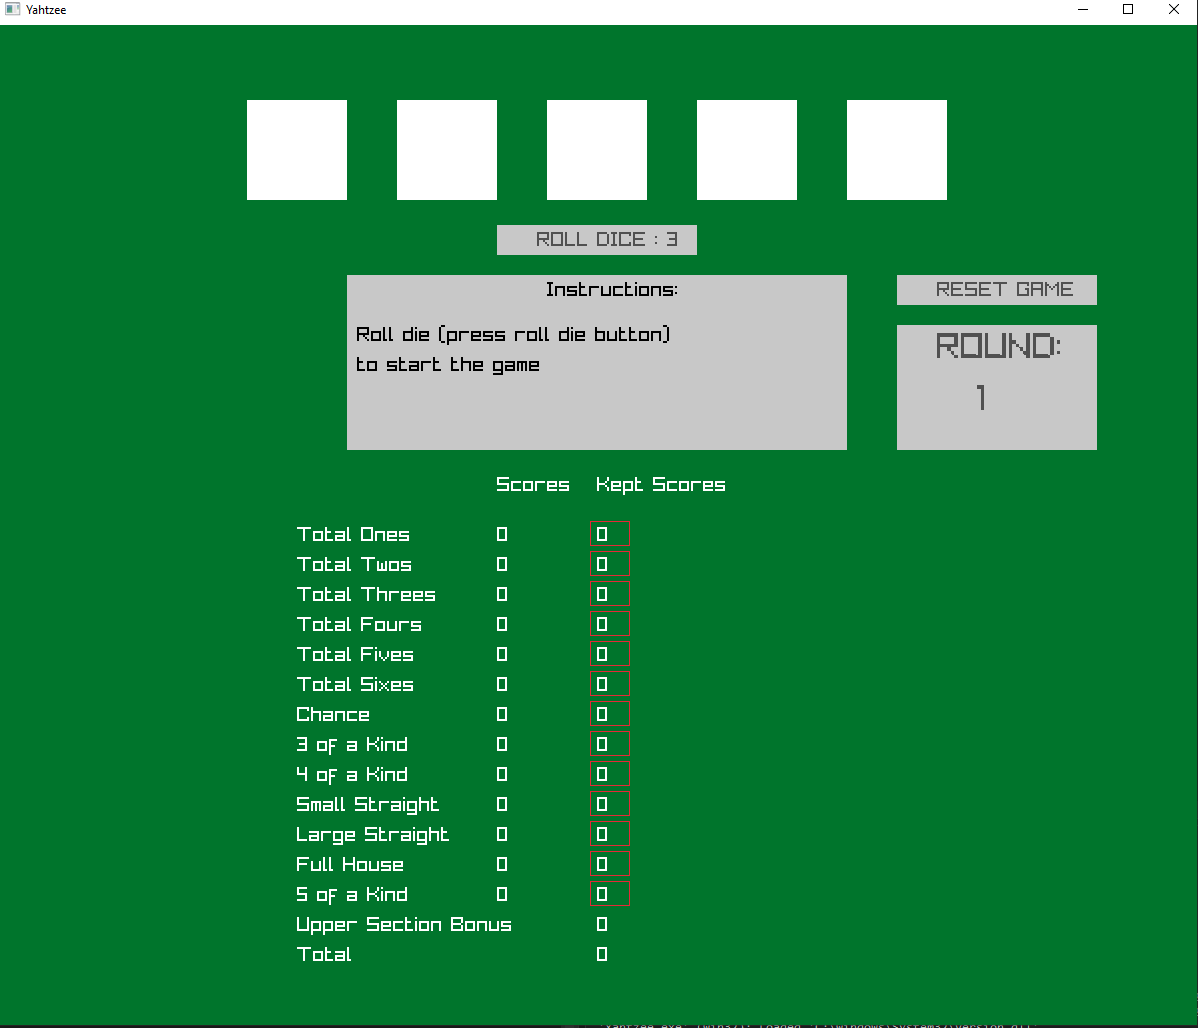 Yahtzee
ROLL DICE : 3
Instructions:
Roll die (press roll die button)
to start the game
RESET GAME
ROUND:
1
Scores Kept Scores
Total Ones 0 0
Total Twos 0 0
Total Threes 0 0
Total Fours 0 0
Total Fives 0 0
Total Sixes 0 0
Chance 0 0
3 of a Kind 0 0
4 of a Kind 0 0
Small Straight 0 0
Large Straight 0 0
Full House 0 0
5 of a Kind 0 0
Upper Section Bonus 0
Total 0